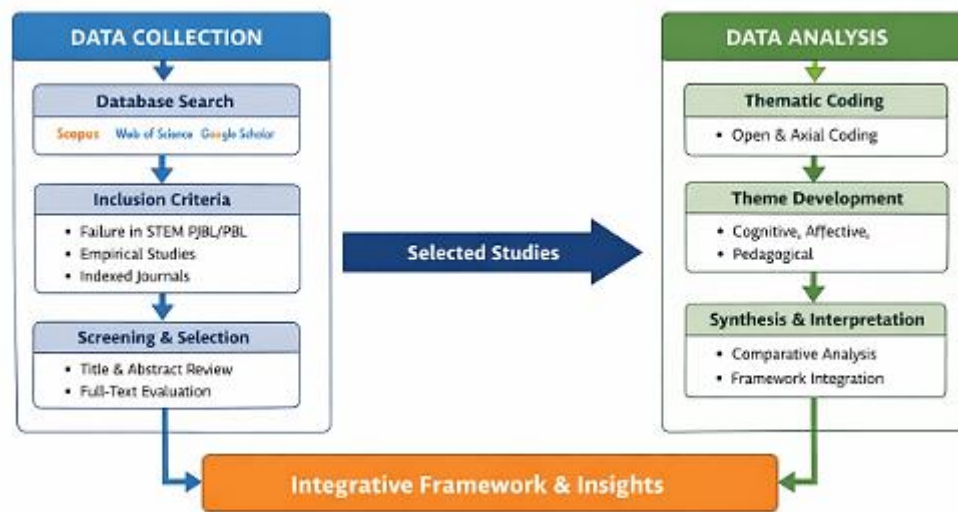 DATA COLLECTION
Database Search
Scopus Web of Science Google Scholar
Inclusion Criteria
• Failure in STEM PJBL/PBL
• Empirical Studies
• Indexed Journals
Screening & Selection
• Title & Abstract Review
• Full-Text Evaluation
Selected Studies
DATA ANALYSIS
Thematic Coding
• Open & Axial Coding
Theme Development
• Cognitive, Affective,
• Pedagogical
Synthesis & Interpretation
• Comparative Analysis
• Framework Integration
Integrative Framework & Insights